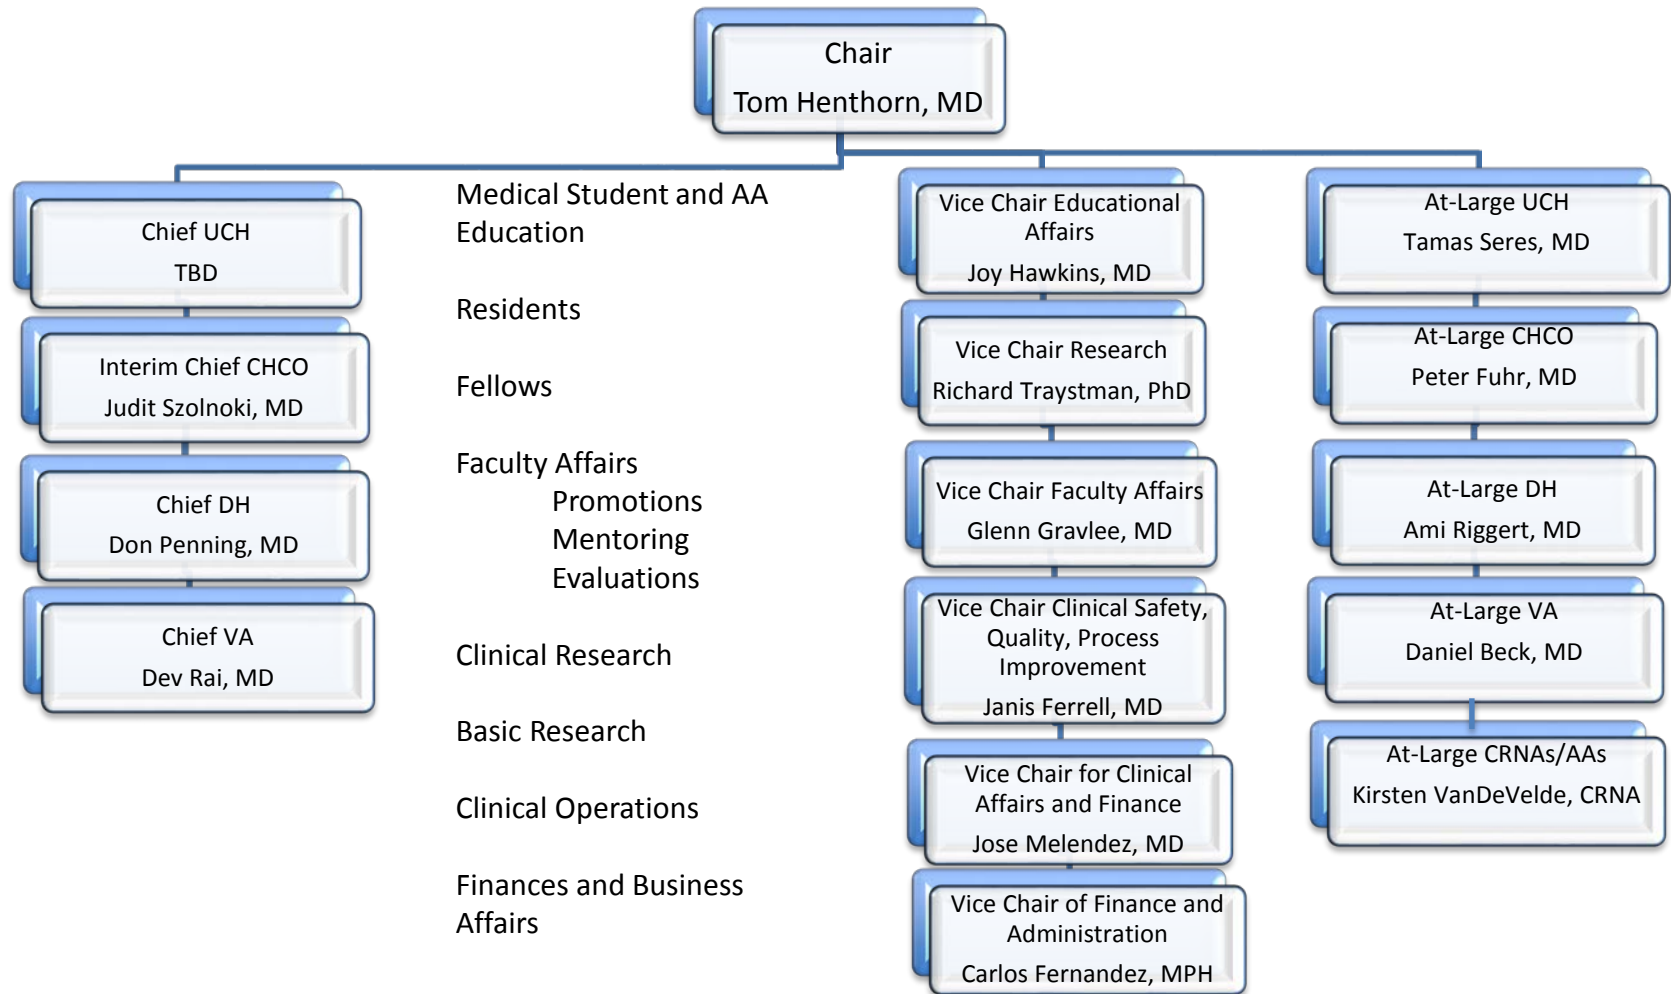 Chair
Tom Henthorn, MD
Chief UCH
TBD
Interim Chief CHCO
Judit Szolnoki, MD
Chief DH
Don Penning, MD
Chief VA
Dev Rai, MD
Medical Student and AA
Education
Residents
Fellows
Faculty Affairs
Promotions
Mentoring
Evaluations
Clinical Research
Basic Research
Clinical Operations
Finances and Business
Affairs
Vice Chair Educational
Affairs
Joy Hawkins, MD
Vice Chair Research
Richard Traystman, PhD
Vice Chair Faculty Affairs
Glenn Gravlee, MD
Vice Chair Clinical Safety,
Quality, Process
Improvement
Janis Ferrell, MD
Vice Chair for Clinical
Affairs and Finance
Jose Melendez, MD
Vice Chair of Finance and
Administration
Carlos Fernandez, MPH
At-Large UCH
Tamas Seres, MD
At-Large CHCO
Peter Fuhr, MD
At-Large DH
Ami Riggert, MD
At-Large VA
Daniel Beck, MD
At-Large CRNAs/AAs
Kirsten VanDeVelde, CRNA